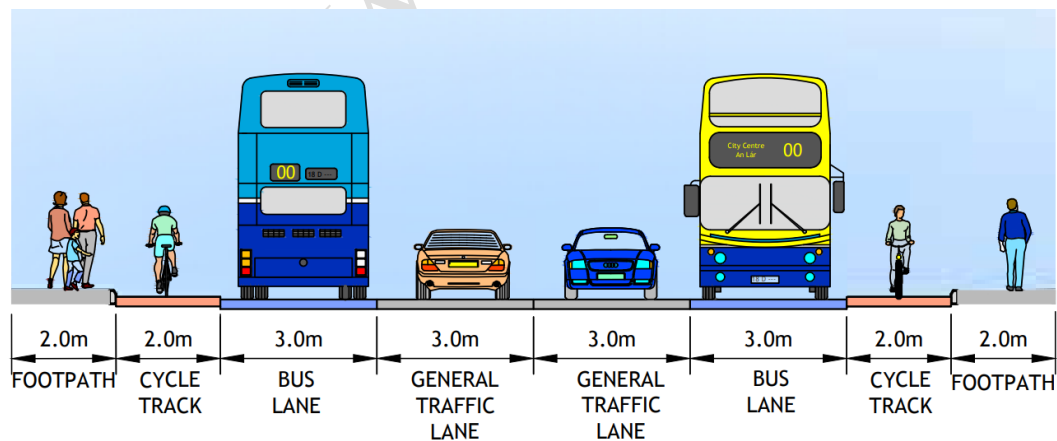 00
18 D ---
City Centre
An Lár
00
18 D ---
2.0m
2.0m
3.0m
3.0m
3.0m
3.0m
2.0m
2.0m
FOOTPATH
CYCLE
TRACK
BUS
LANE
GENERAL
TRAFFIC
LANE
GENERAL
TRAFFIC
LANE
BUS
LANE
CYCLE
TRACK
FOOTPATH